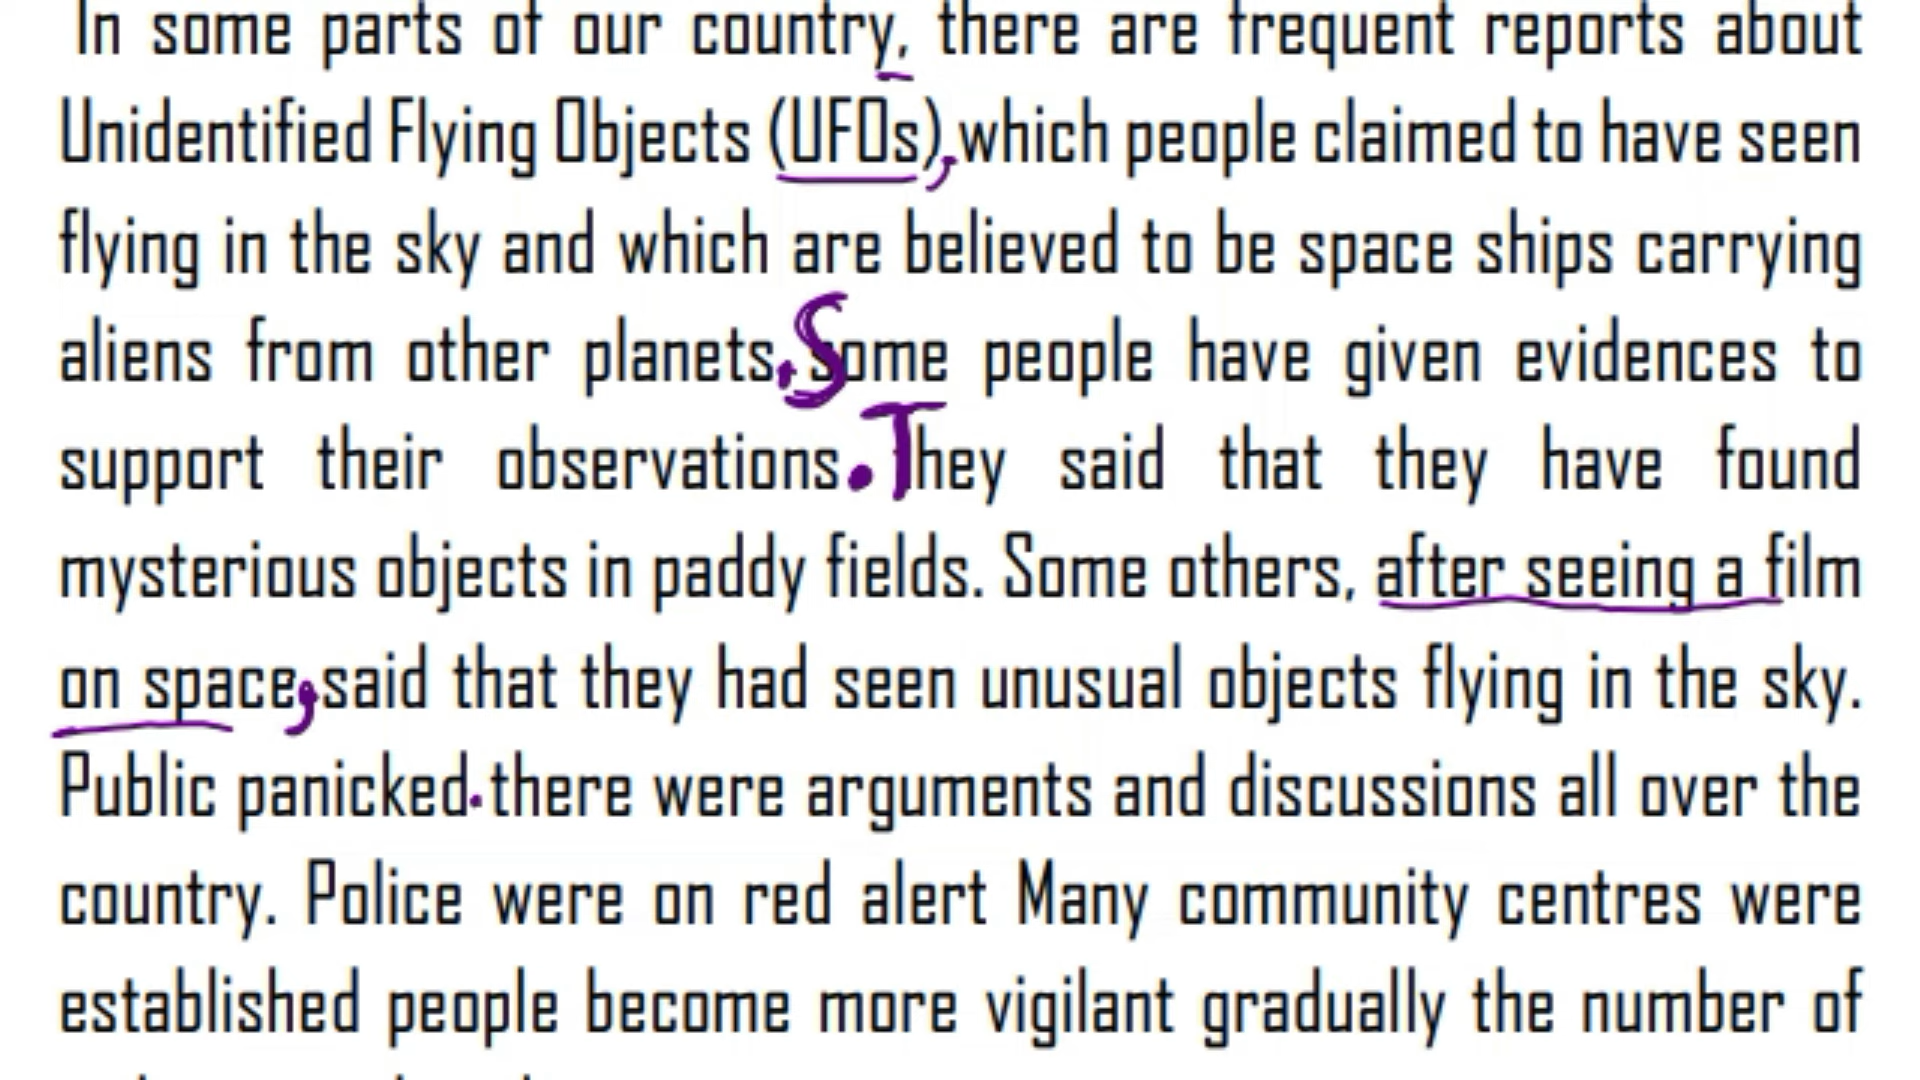 In some parts of our country, there are frequent reports about
Unidentified Flying Objects (UFOs), which people claimed to have seen
flying in the sky and which are believed to be space ships carrying
aliens from other planets. Some people have given evidences to
support their observations. They said that they have found
mysterious objects in paddy fields. Some others, after seeing a film
on space, said that they had seen unusual objects flying in the sky.
Public panicked. there were arguments and discussions all over the
country. Police were on red alert Many community centres were
established people become more vigilant gradually the number of